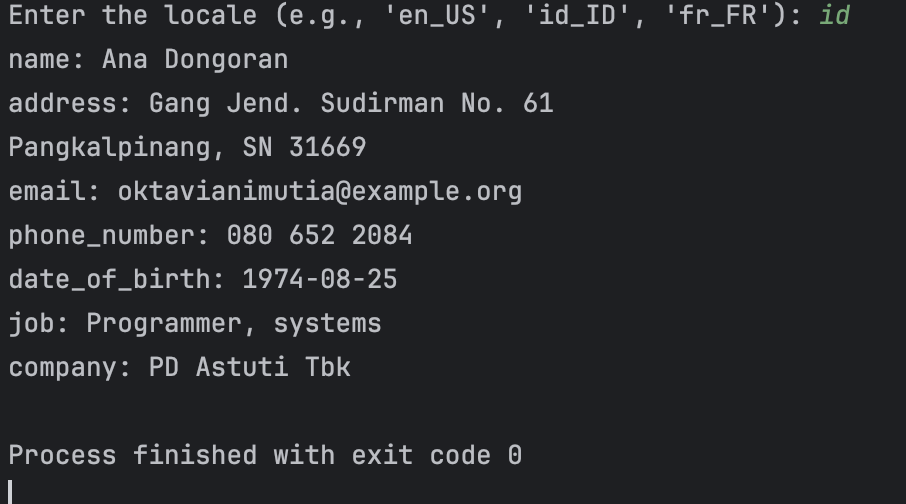 Enter the locale (e.g., 'en_US', 'id_ID', 'fr_FR'): id
name: Ana Dongoran
address: Gang Jend. Sudirman No. 61
Pangkalpinang, SN 31669
email: oktavianimutia@example.org
phone_number: 080 652 2084
date_of_birth: 1974-08-25
job: Programmer, systems
company: PD Astuti Tbk
Process finished with exit code 0